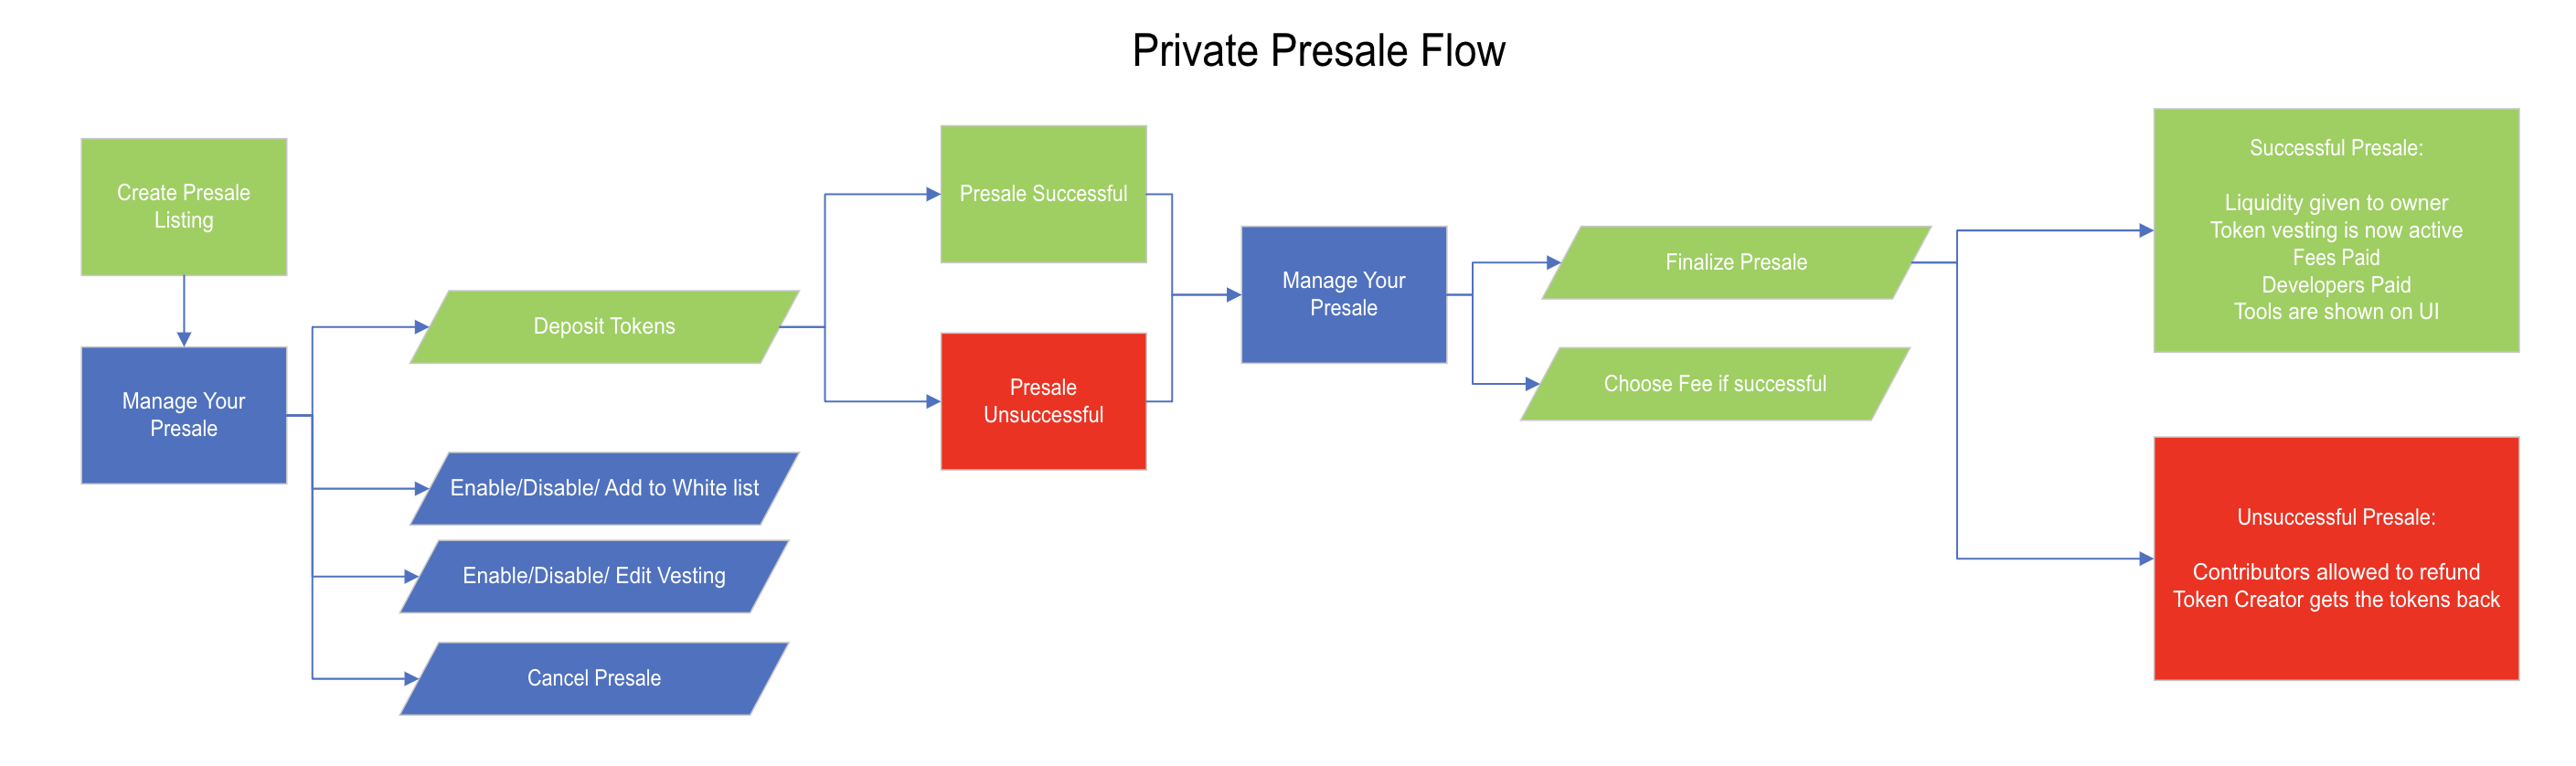 Private Presale Flow
Create Presale
Listing
Manage Your
Presale
Deposit Tokens
Enable/Disable/ Add to White list
Enable/Disable/ Edit Vesting
Cancel Presale
Presale Successful
Presale
Unsuccessful
Manage Your
Presale
Finalize Presale
Choose Fee if successful
Successful Presale:
Liquidity given to owner
Token vesting is now active
Fees Paid
Developers Paid
Tools are shown on UI
Unsuccessful Presale:
Contributors allowed to refund
Token Creator gets the tokens back